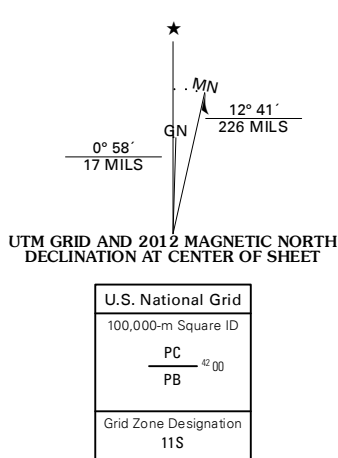 ★
MN
12° 41´
226 MILS
GN
0° 58´
17 MILS
UTM GRID AND 2012 MAGNETIC NORTH
DECLINATION AT CENTER OF SHEET
U.S. National Grid
100,000-m Square ID
PC
42 00
PB
Grid Zone Designation
11S